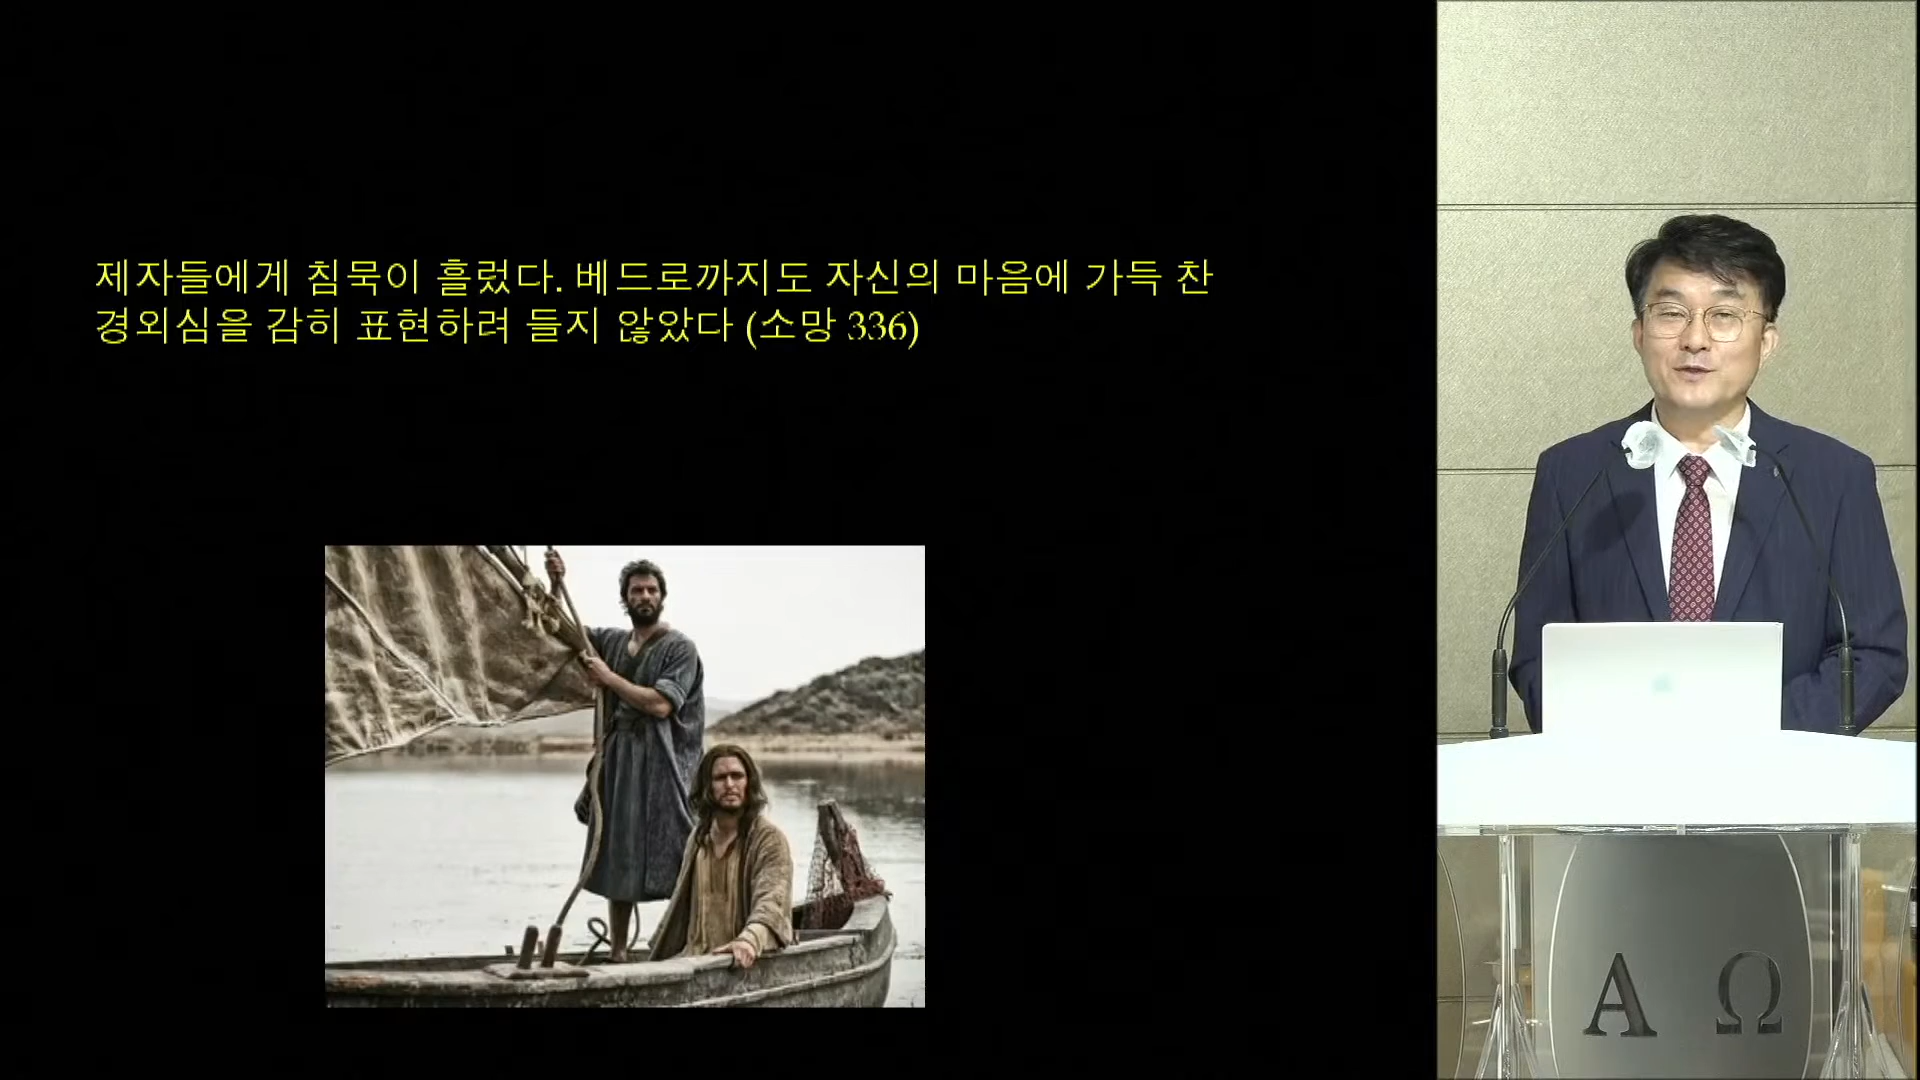 제자들에게 침묵이 흘렀다. 베드로까지도 자신의 마음에 가득 찬
경외심을 감히 표현하려 들지 않았다 (소망 336)
Α Ω